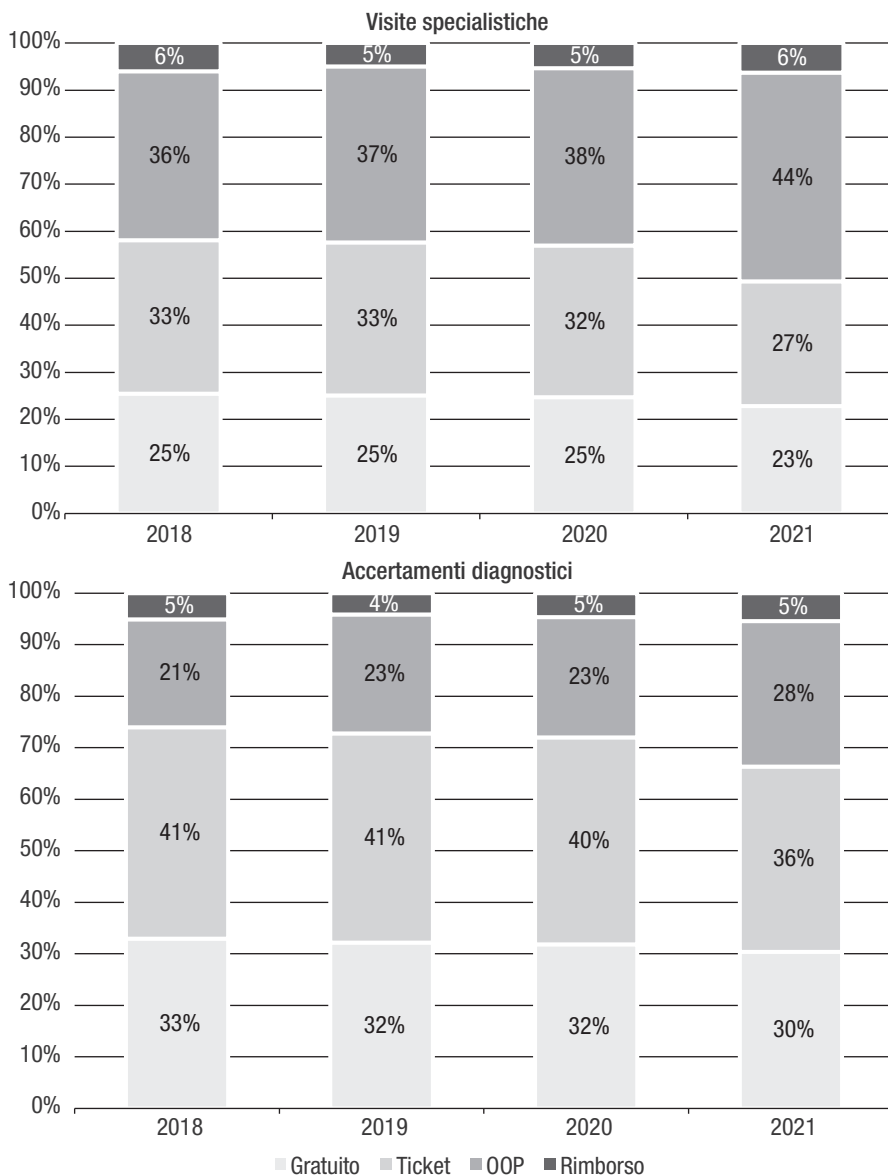 Visite specialistiche
100%
90%
80%
70%
60%
50%
40%
30%
20%
10%
0%
6% 5% 5% 6%
36% 37% 38% 44%
33% 33% 32% 27%
25% 25% 25% 23%
2018 2019 2020 2021
Accertamenti diagnostici
100%
90%
80%
70%
60%
50%
40%
30%
20%
10%
0%
5% 4% 5% 5%
21% 23% 23% 28%
41% 41% 40% 36%
33% 32% 32% 30%
2018 2019 2020 2021
Gratuito Ticket OOP Rimborso